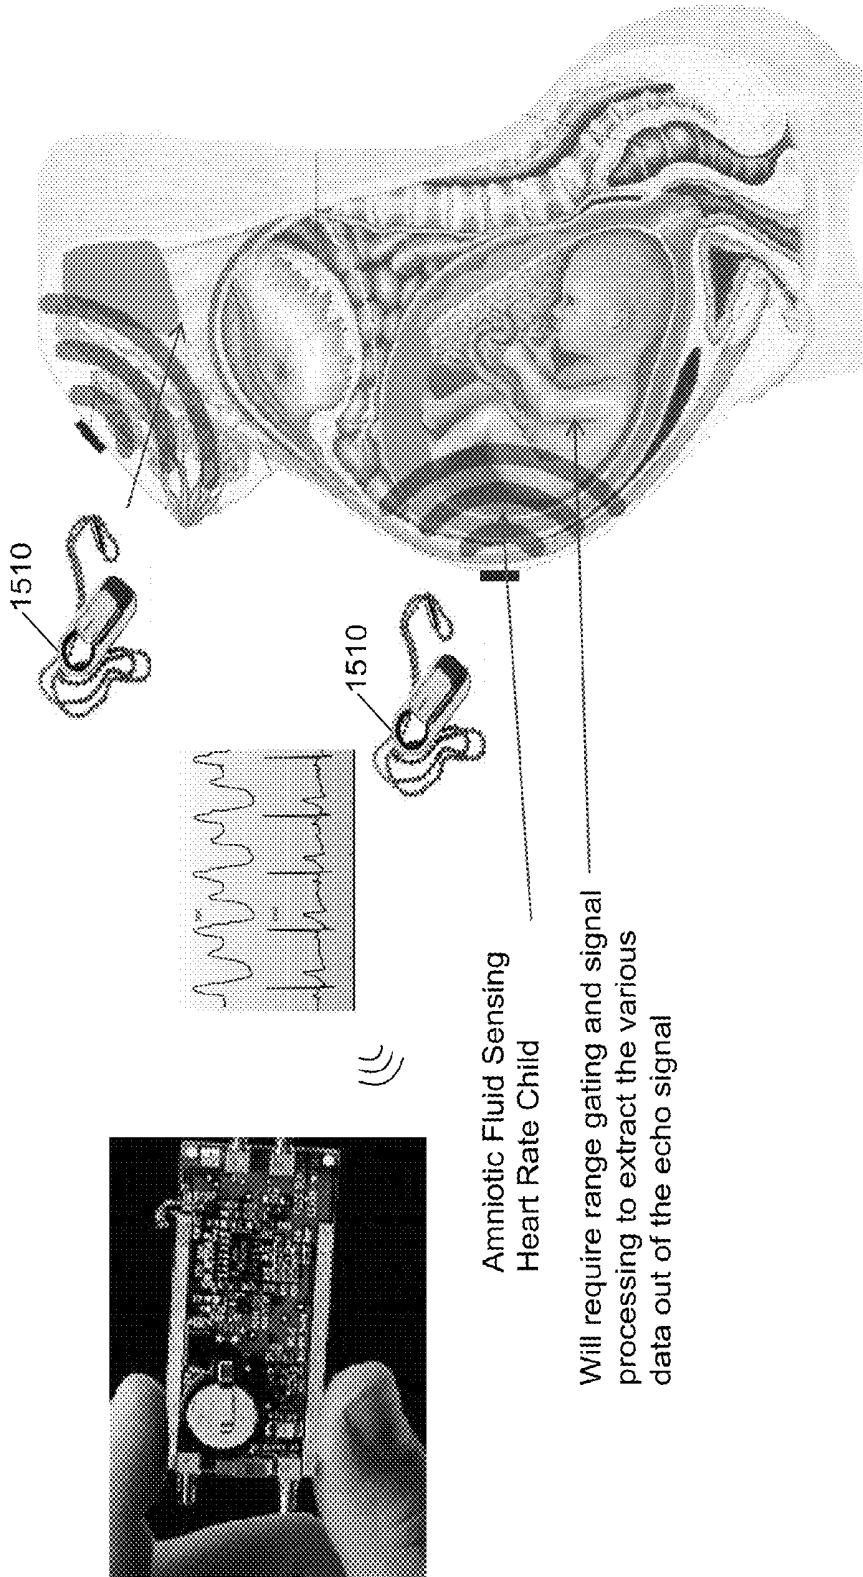 1510
1510
Amniotic Fluid Sensing
Heart Rate Child
Will require range gating and signal
processing to extract the various
data out of the echo signal